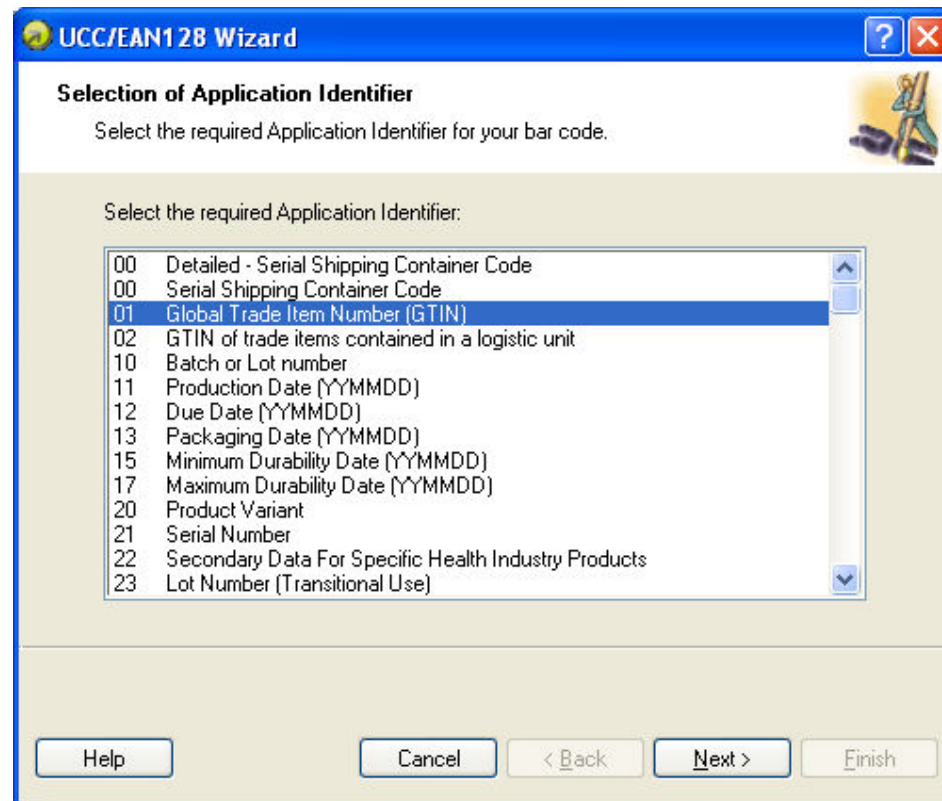 UCC/EAN128 Wizard
Selection of Application Identifier
Select the required Application Identifier for your bar code.
Select the required Application Identifier:
00 Detailed - Serial Shipping Container Code
00 Serial Shipping Container Code
01 Global Trade Item Number (GTIN)
02 GTIN of trade items contained in a logistic unit
10 Batch or Lot number
11 Production Date (YYMMDD)
12 Due Date (YYMMDD)
13 Packaging Date (YYMMDD)
15 Minimum Durability Date (YYMMDD)
17 Maximum Durability Date (YYMMDD)
20 Product Variant
21 Serial Number
22 Secondary Data For Specific Health Industry Products
23 Lot Number (Transitional Use)
Help Cancel < Back Next > Finish